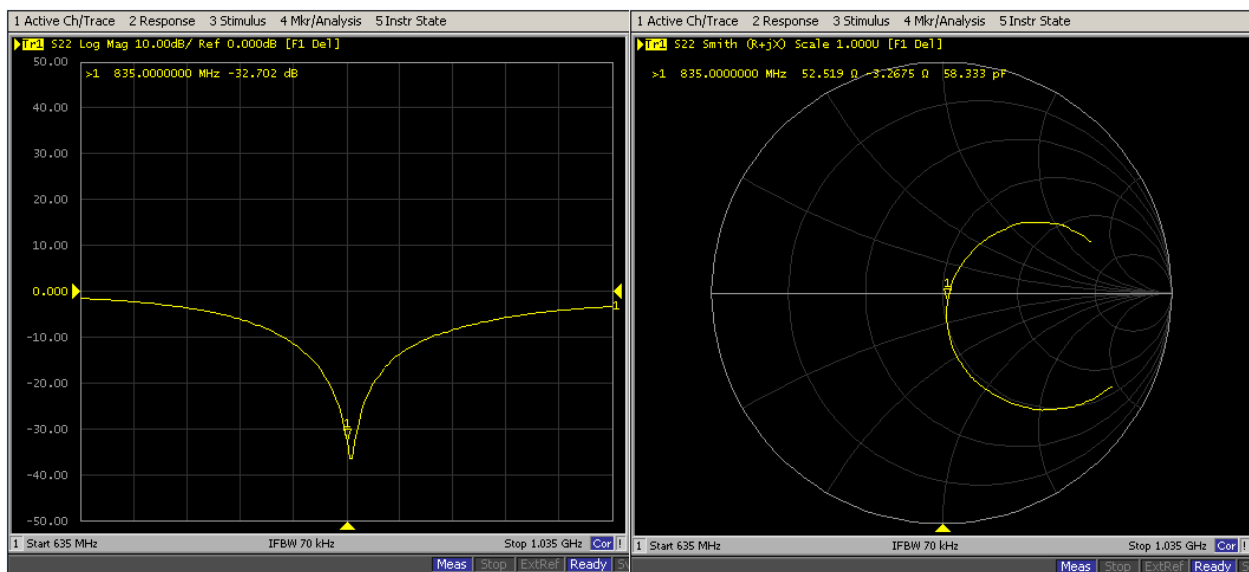 1 Active Ch/Trace 2 Response 3 Stimulus 4 Mkr/Analysis 5 Instr State
Tr1 S22 Log Mag 10.00dB/ Ref 0.000dB [F1 Del]
50.00
>1 835.0000000 MHz -32.702 dB
40.00
30.00
20.00
10.00
0.000
1
-10.00
-20.00
1
-30.00
-40.00
-50.00
1 Start 635 MHz IFBW 70 kHz Stop 1.035 GHz Cor !
Meas Stop ExtRef Ready
1 Active Ch/Trace 2 Response 3 Stimulus 4 Mkr/Analysis 5 Instr State
Tr1 S22 Smith (R+jX) Scale 1.000U [F1 Del]
>1 835.0000000 MHz 52.519 Ω -3.2675 Ω 58.333 pF
1
1 Start 635 MHz IFBW 70 kHz Stop 1.035 GHz Cor !
Meas Stop ExtRef Ready